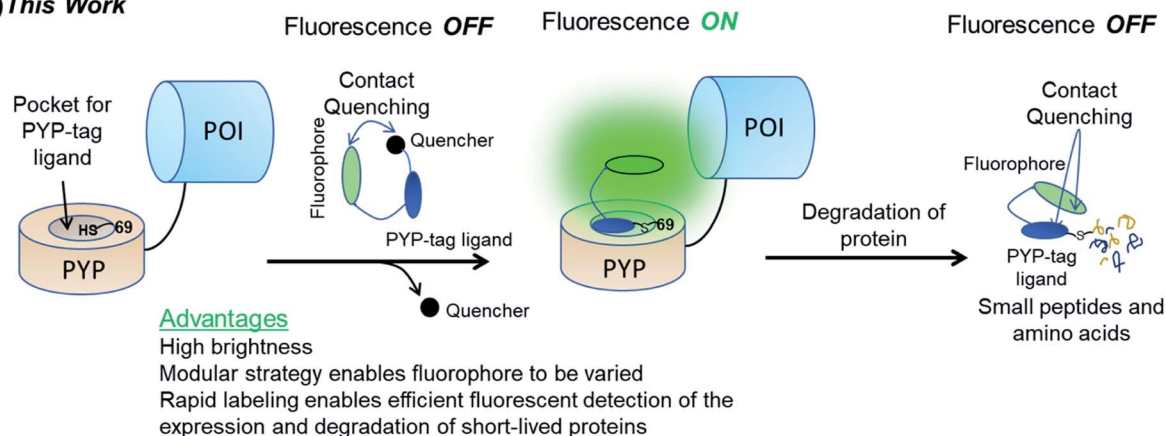 )This Work
Fluorescence OFF
Fluorescence ON
Fluorescence OFF
Pocket for
PYP-tag
ligand
POI
HS
69
PYP
Contact
Quenching
Fluorophore
Quencher
PYP-tag ligand
Quencher
POI
S
69
PYP
Degradation of
protein
Contact
Quenching
Fluorophore
S
PYP-tag
ligand
Small peptides and
amino acids
Advantages
High brightness
Modular strategy enables fluorophore to be varied
Rapid labeling enables efficient fluorescent detection of the
expression and degradation of short-lived proteins